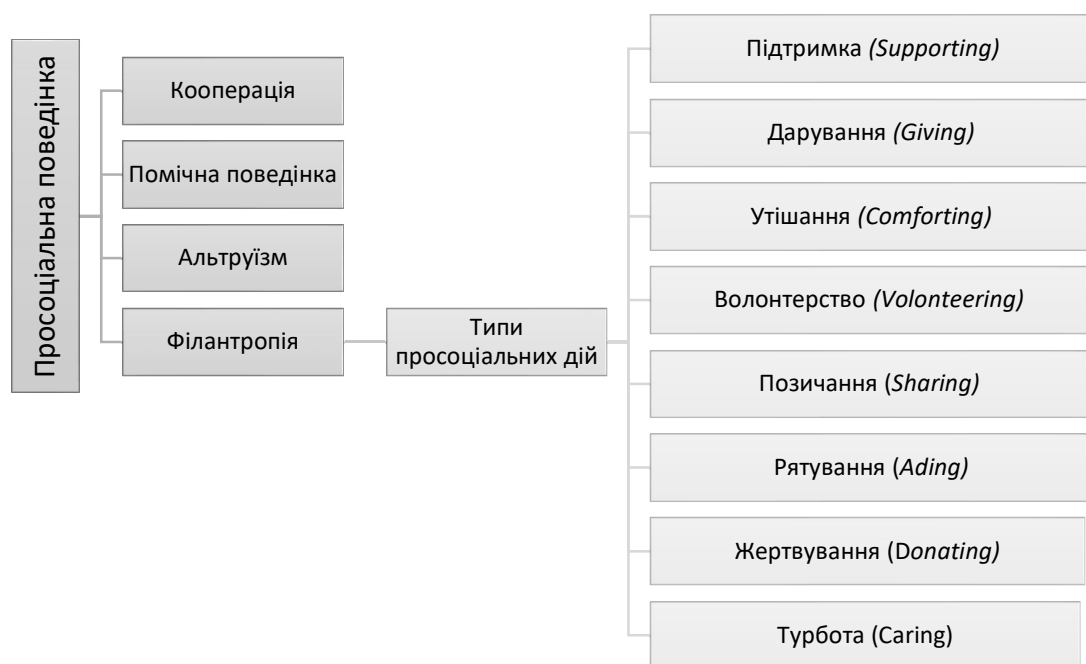 Просоціальна поведінка
Кооперація
Помічна поведінка
Альтруїзм
Філантропія
Типи
просоціальних дій
Підтримка (Supporting)
Дарування (Giving)
Утішання (Comforting)
Волонтерство (Volunteering)
Позичання (Sharing)
Рятування (Ading)
Жертвування (Donating)
Турбота (Caring)